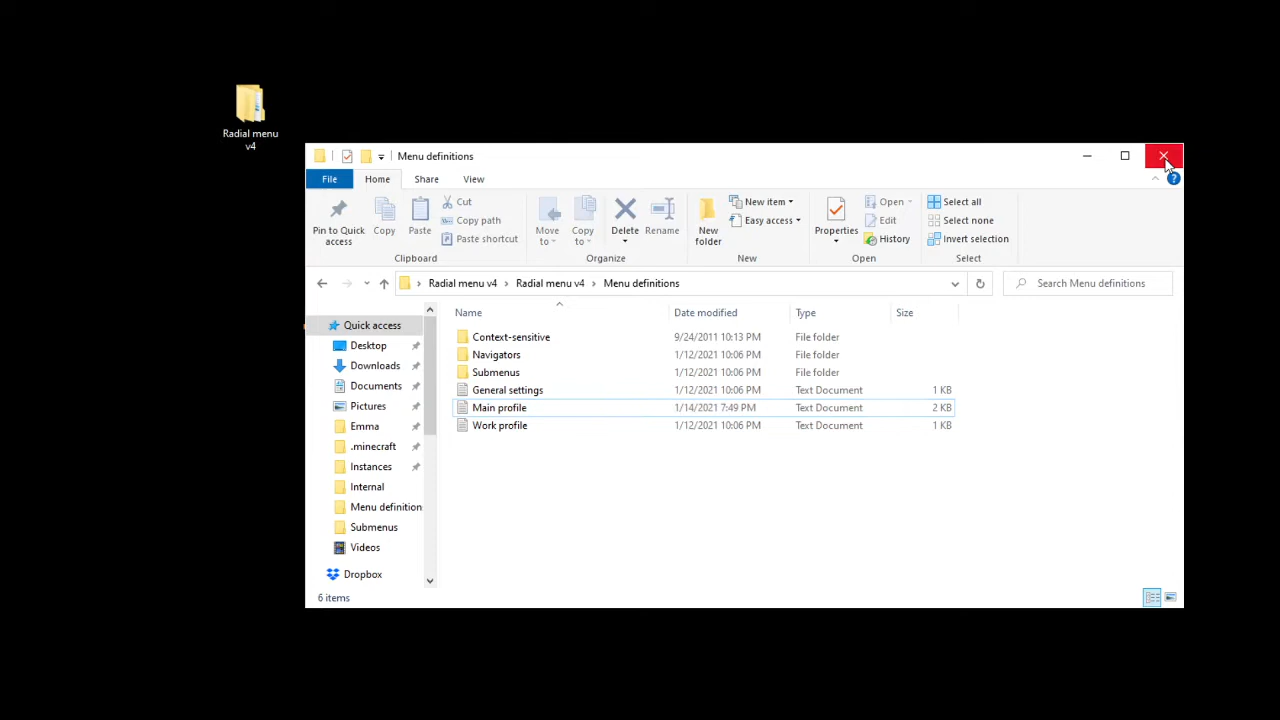 Radial menu
v4
Menu definitions
File
Home
Share
View
Pin to Quick
access
Copy
Paste
Cut
Copy path
Paste shortcut
Clipboard
Move
to
Copy
to
Delete
Rename
Organize
New
folder
New item
Easy access
New
Properties
Open
Edit
History
Open
Select all
Select none
Invert selection
Select
Radial menu v4 › Radial menu v4 › Menu definitions
Search Menu definitions
Quick access
Desktop
Downloads
Documents
Pictures
Emma
.minecraft
Instances
Internal
Menu definition
Submenus
Videos
Dropbox
Name Date modified Type Size
Context-sensitive 9/24/2011 10:13 PM File folder
Navigators 1/12/2021 10:06 PM File folder
Submenus 1/12/2021 10:06 PM File folder
General settings 1/12/2021 10:06 PM Text Document 1 KB
Main profile 1/14/2021 7:49 PM Text Document 2 KB
Work profile 1/12/2021 10:06 PM Text Document 1 KB
6 items